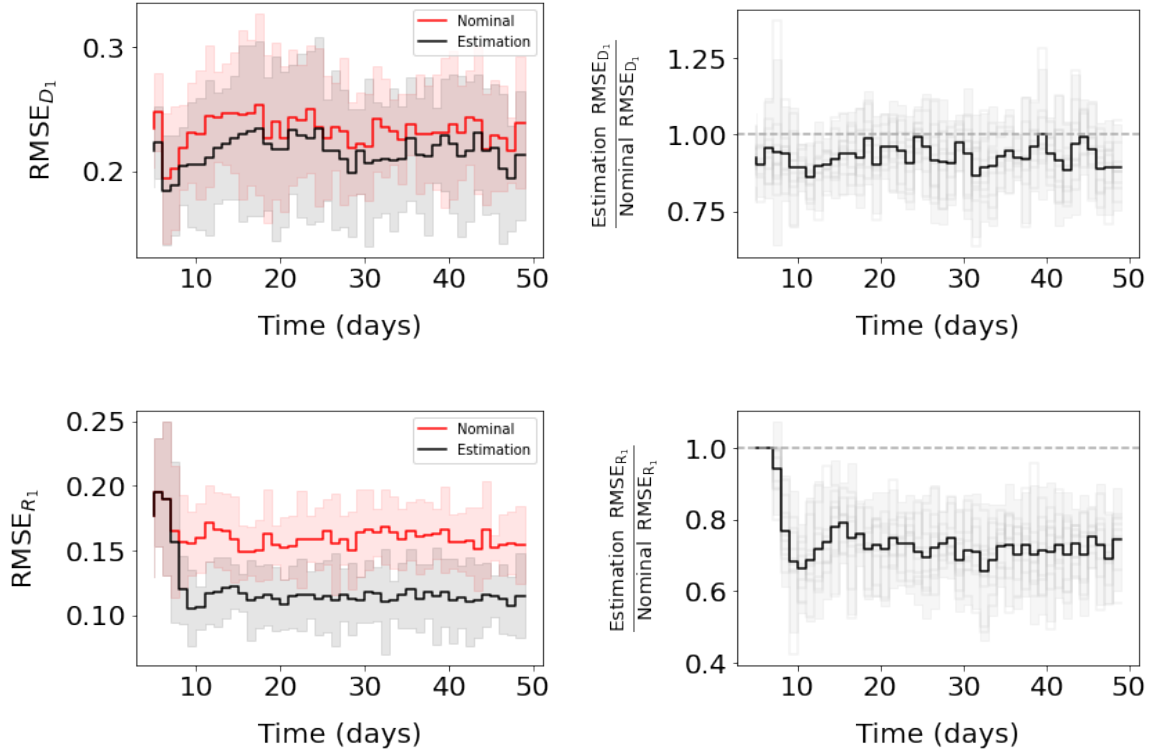 Nominal
Estimation
0.3
0.2
RMSE_{D_1}
10 20 30 40 50
Time (days)
1.25
1.00
0.75
Estimation RMSE_{D_1}
Nominal RMSE_{D_1}
10 20 30 40 50
Time (days)
Nominal
Estimation
0.25
0.20
0.15
0.10
RMSE_{R_1}
10 20 30 40 50
Time (days)
1.0
0.8
0.6
0.4
Estimation RMSE_{R_1}
Nominal RMSE_{R_1}
10 20 30 40 50
Time (days)